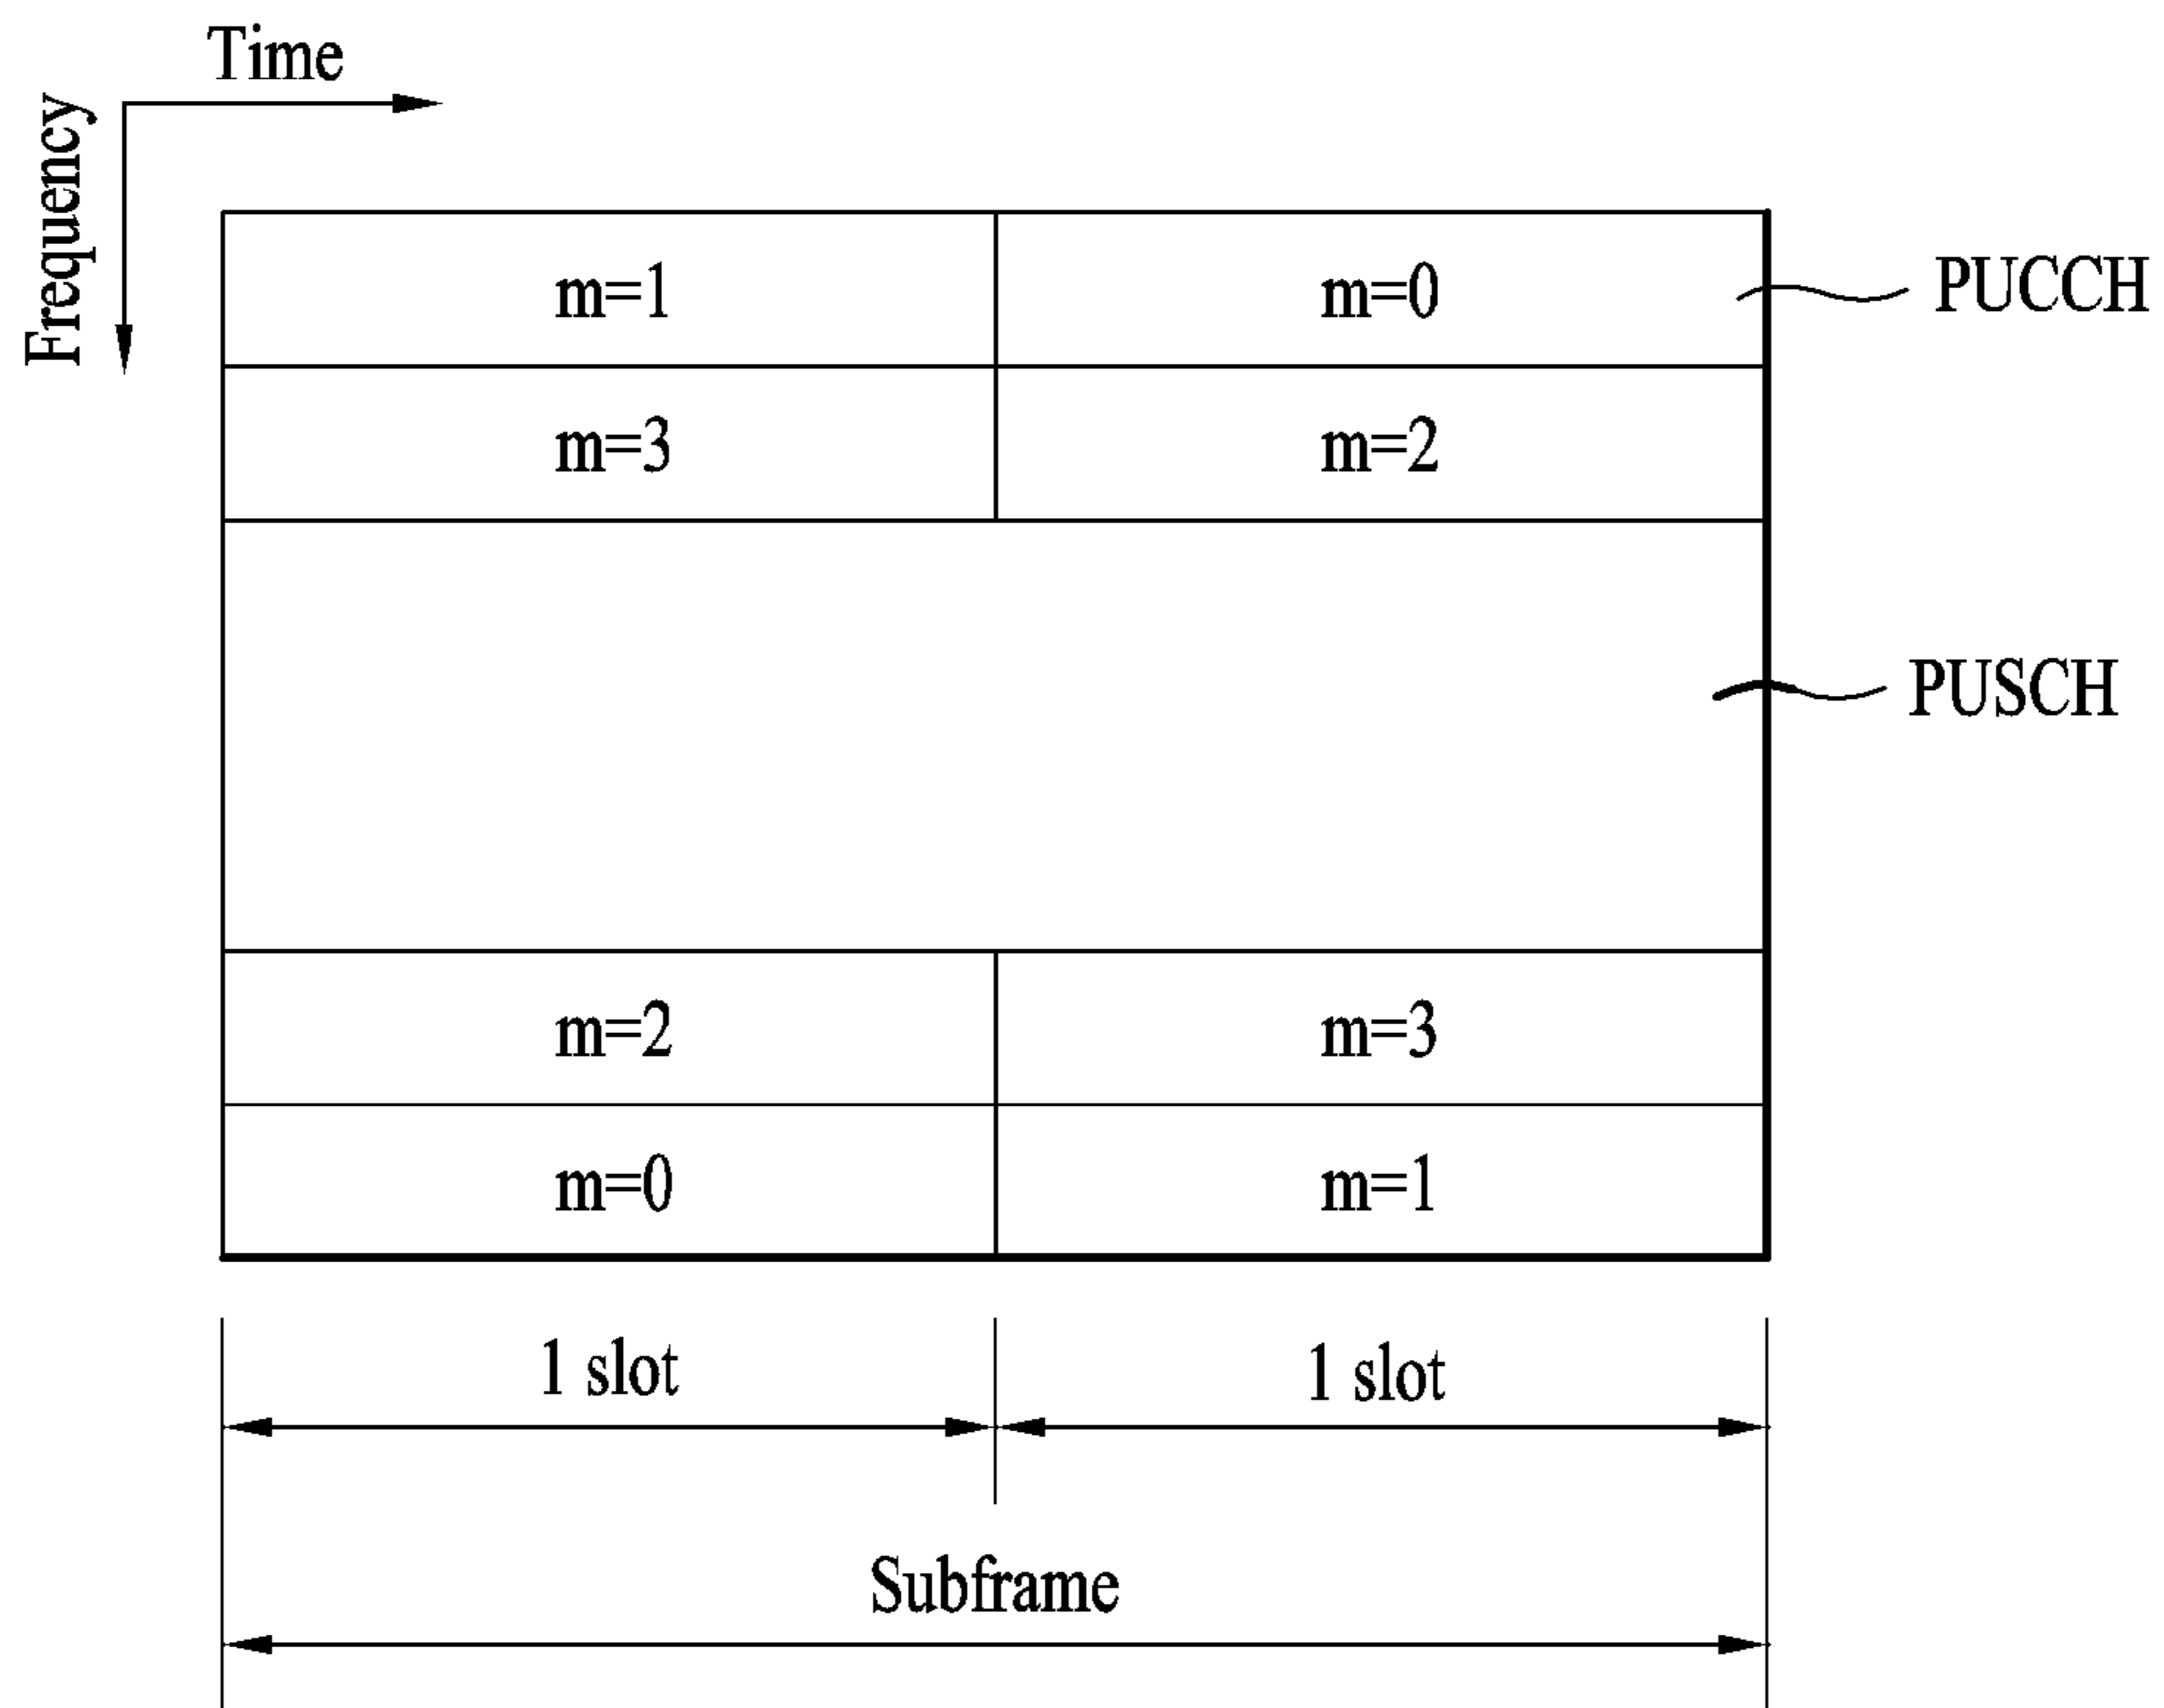 Time
Frequency
m=1 m=0 PUCCH
m=3 m=2
PUSCH
m=2 m=3
m=0 m=1
1 slot 1 slot
Subframe